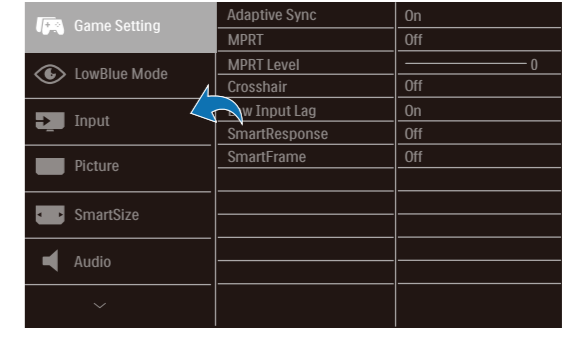 Game Setting
LowBlue Mode
Input
Picture
SmartSize
Audio
Adaptive Sync On
MPRT Off
MPRT Level 0
Crosshair Off
w Input Lag On
SmartResponse Off
SmartFrame Off